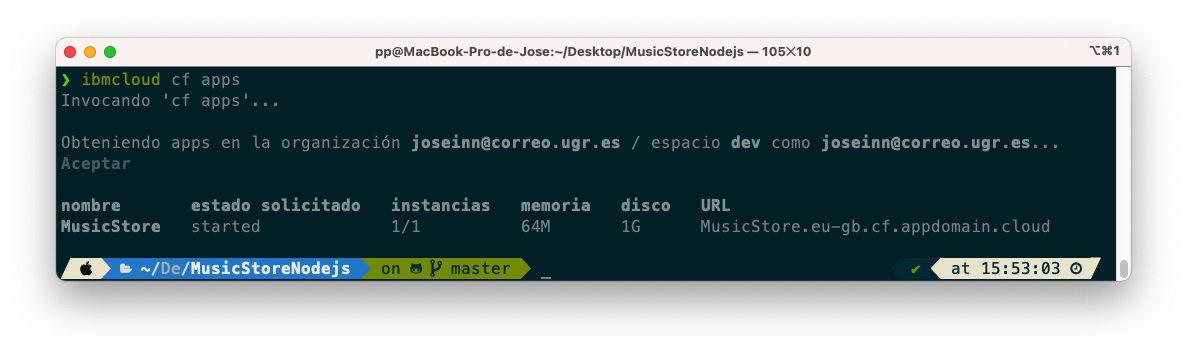 pp@MacBook-Pro-de-Jose:~/Desktop/MusicStoreNodejs — 105×10 ⌥⌘1
❯ ibmcloud cf apps
Invocando 'cf apps'...
Obteniendo apps en la organización joseinn@correo.ugr.es / espacio dev como joseinn@correo.ugr.es...
Aceptar
nombre estado solicitado instancias memoria disco URL
MusicStore started 1/1 64M 1G MusicStore.eu-gb.cf.appdomain.cloud
~/De/MusicStoreNodejs on master ✔ at 15:53:03